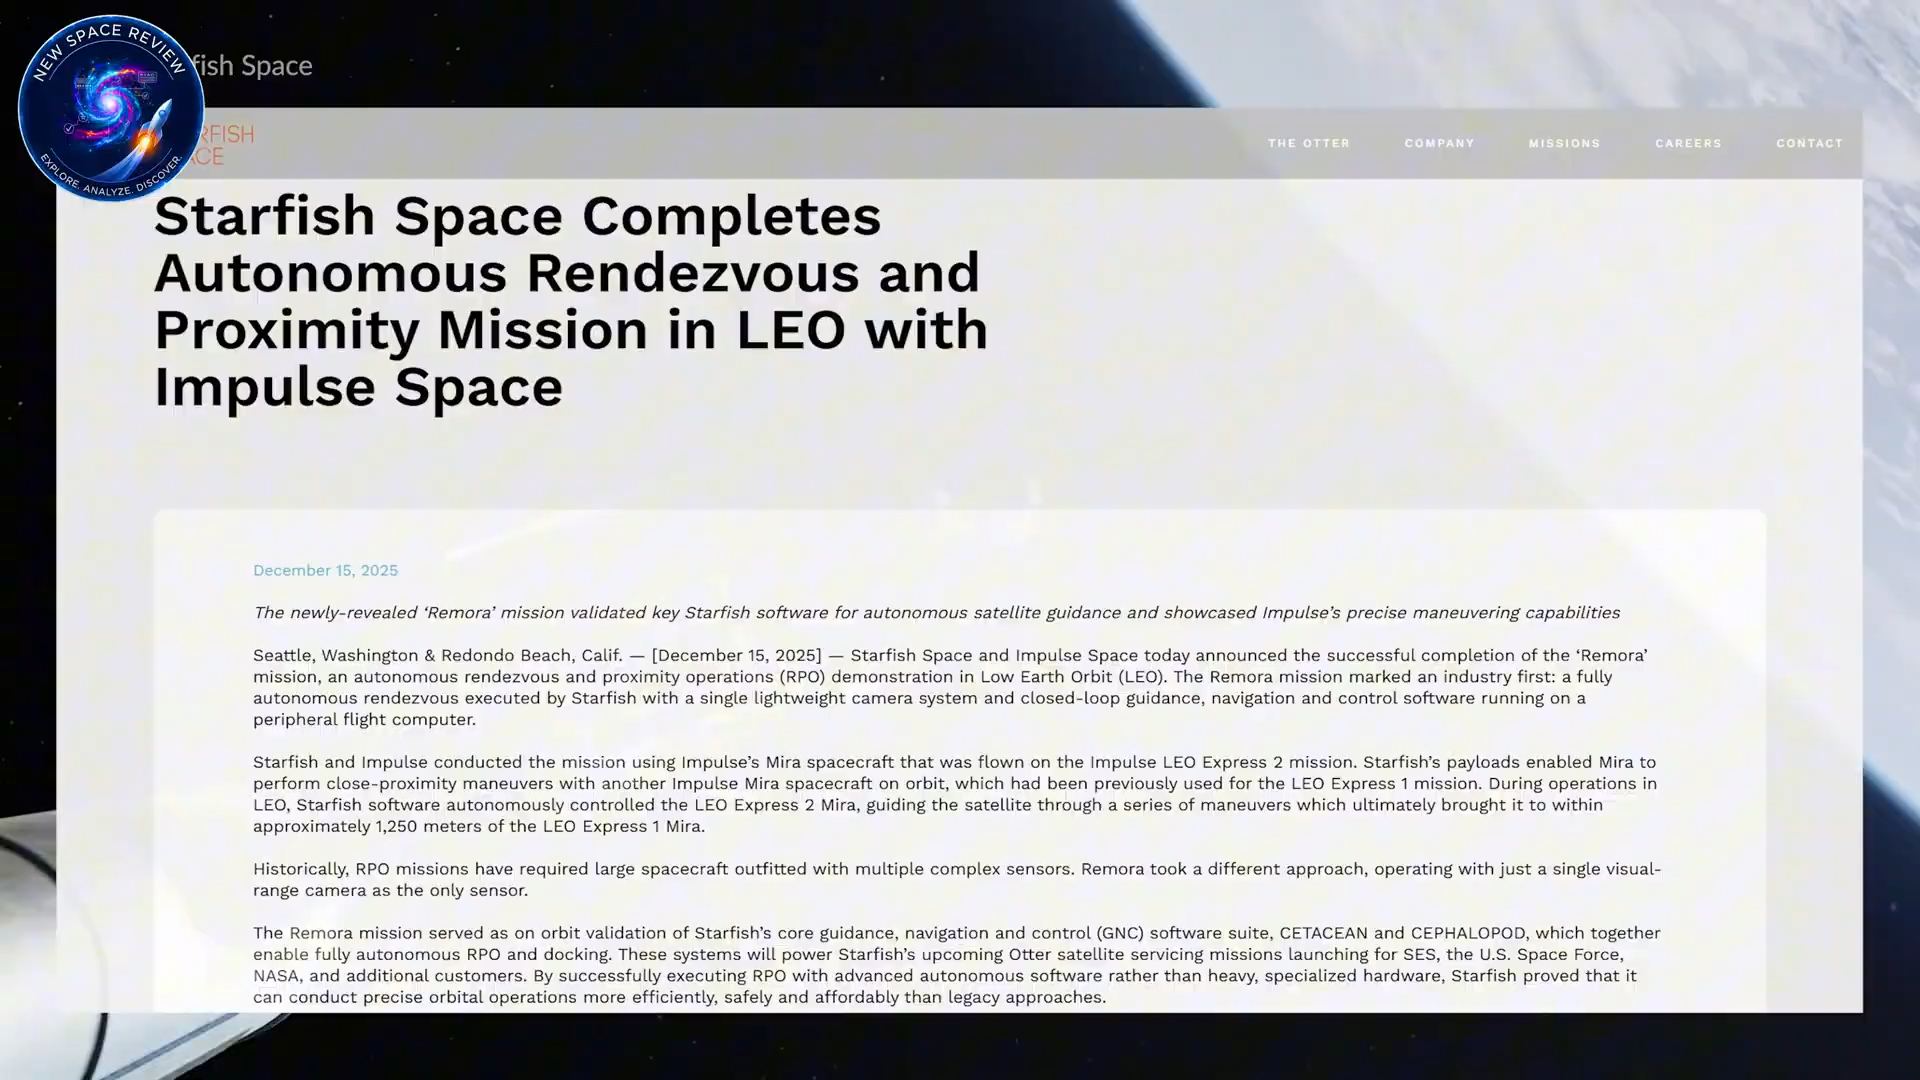 NEW SPACE REVIEW
EXPLORE. ANALYZE. DISCOVER.
fish Space
RFISH
ACE
THE OTTER
COMPANY
MISSIONS
CAREERS
CONTACT
Starfish Space Completes
Autonomous Rendezvous and
Proximity Mission in LEO with
Impulse Space
December 15, 2025
The newly-revealed ‘Remora’ mission validated key Starfish software for autonomous satellite guidance and showcased Impulse’s precise maneuvering capabilities
Seattle, Washington & Redondo Beach, Calif. — [December 15, 2025] — Starfish Space and Impulse Space today announced the successful completion of the ‘Remora’
mission, an autonomous rendezvous and proximity operations (RPO) demonstration in Low Earth Orbit (LEO). The Remora mission marked an industry first: a fully
autonomous rendezvous executed by Starfish with a single lightweight camera system and closed-loop guidance, navigation and control software running on a
peripheral flight computer.
Starfish and Impulse conducted the mission using Impulse’s Mira spacecraft that was flown on the Impulse LEO Express 2 mission. Starfish’s payloads enabled Mira to
perform close-proximity maneuvers with another Impulse Mira spacecraft on orbit, which had been previously used for the LEO Express 1 mission. During operations in
LEO, Starfish software autonomously controlled the LEO Express 2 Mira, guiding the satellite through a series of maneuvers which ultimately brought it to within
approximately 1,250 meters of the LEO Express 1 Mira.
Historically, RPO missions have required large spacecraft outfitted with multiple complex sensors. Remora took a different approach, operating with just a single visual-
range camera as the only sensor.
The Remora mission served as on orbit validation of Starfish’s core guidance, navigation and control (GNC) software suite, CETACEAN and CEPHALOPOD, which together
enable fully autonomous RPO and docking. These systems will power Starfish’s upcoming Otter satellite servicing missions launching for SES, the U.S. Space Force,
NASA, and additional customers. By successfully executing RPO with advanced autonomous software rather than heavy, specialized hardware, Starfish proved that it
can conduct precise orbital operations more efficiently, safely and affordably than legacy approaches.